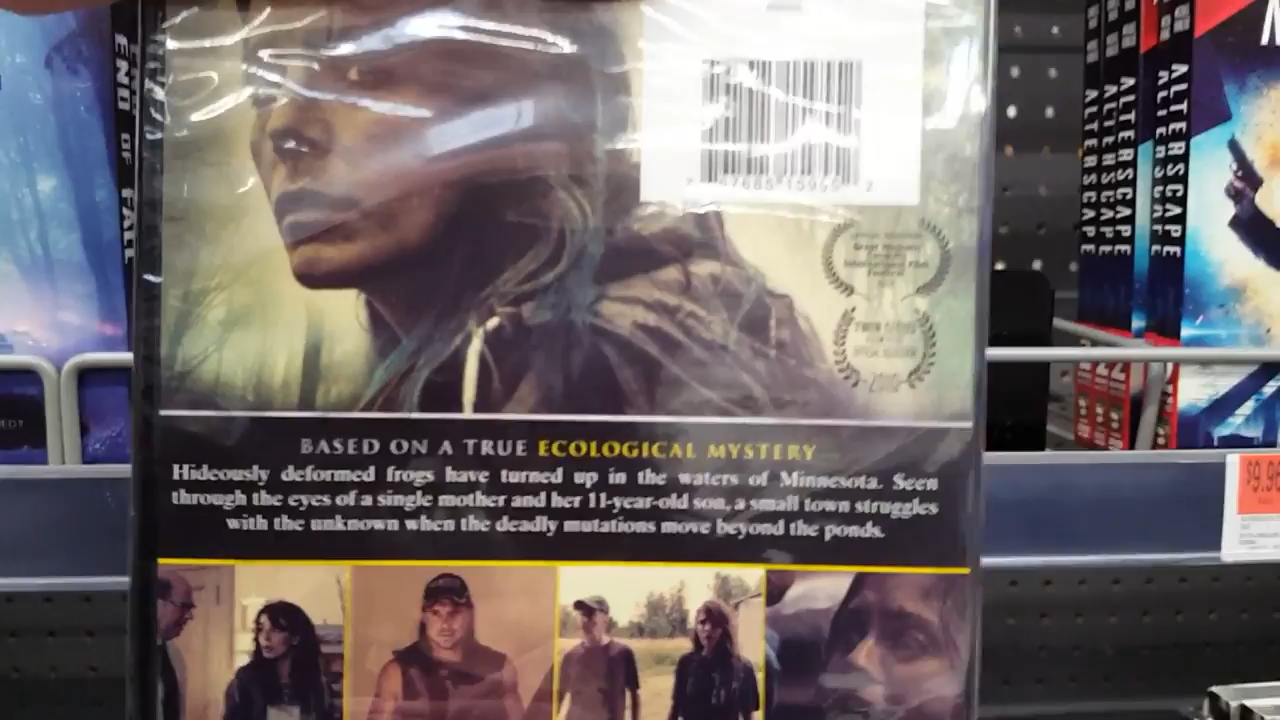 END OF FALL
ALTERSCAPE
ALTERSCAPE
ALTERSCAPE
ALTERSCAPE
ALTERSCAPE
BASED ON A TRUE ECOLOGICAL MYSTERY
Hideously deformed frogs have turned up in the waters of Minnesota. Seen
through the eyes of a single mother and her 11-year-old son, a small town struggles
with the unknown when the deadly mutations move beyond the ponds.